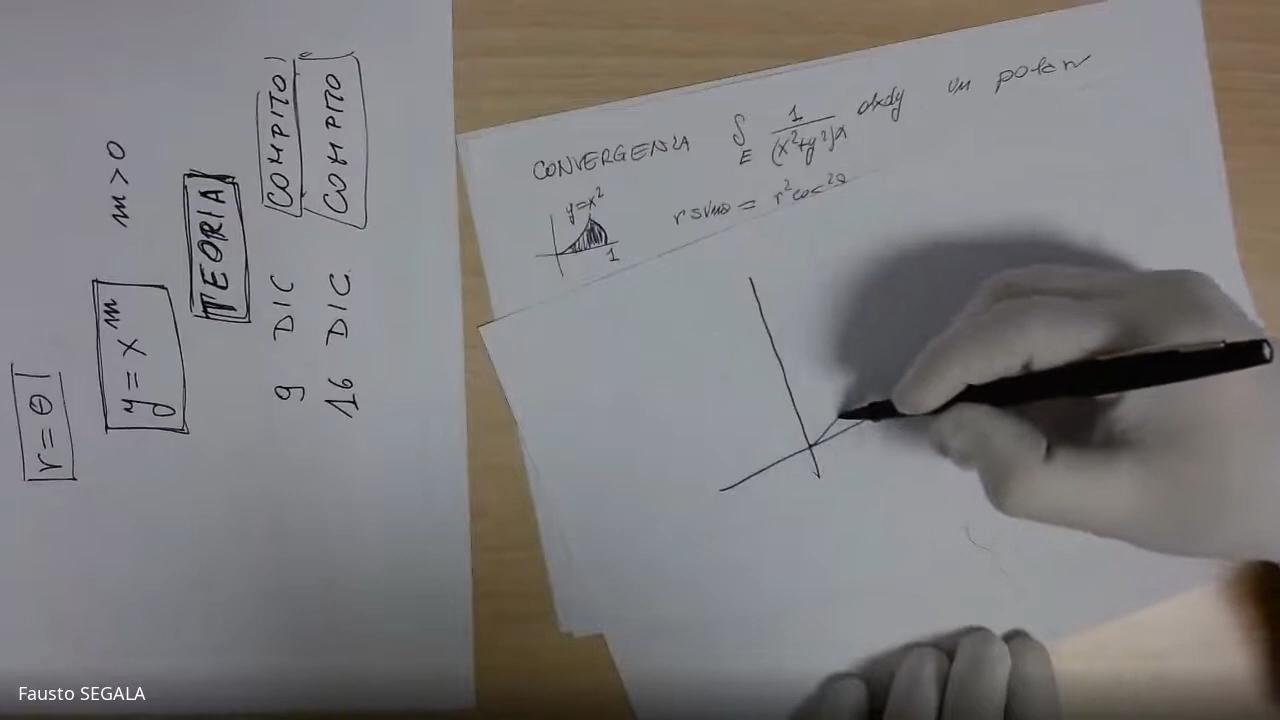 r = θ
y = x^m   m > 0
TEORIA
9 DIC COMPITO
16 DIC. COMPITO
CONVERGENZA ∫_E 1/(x²+y²)^α dxdy in polari
y=x²
1
r sinθ = r² cos²θ
Fausto SEGALA